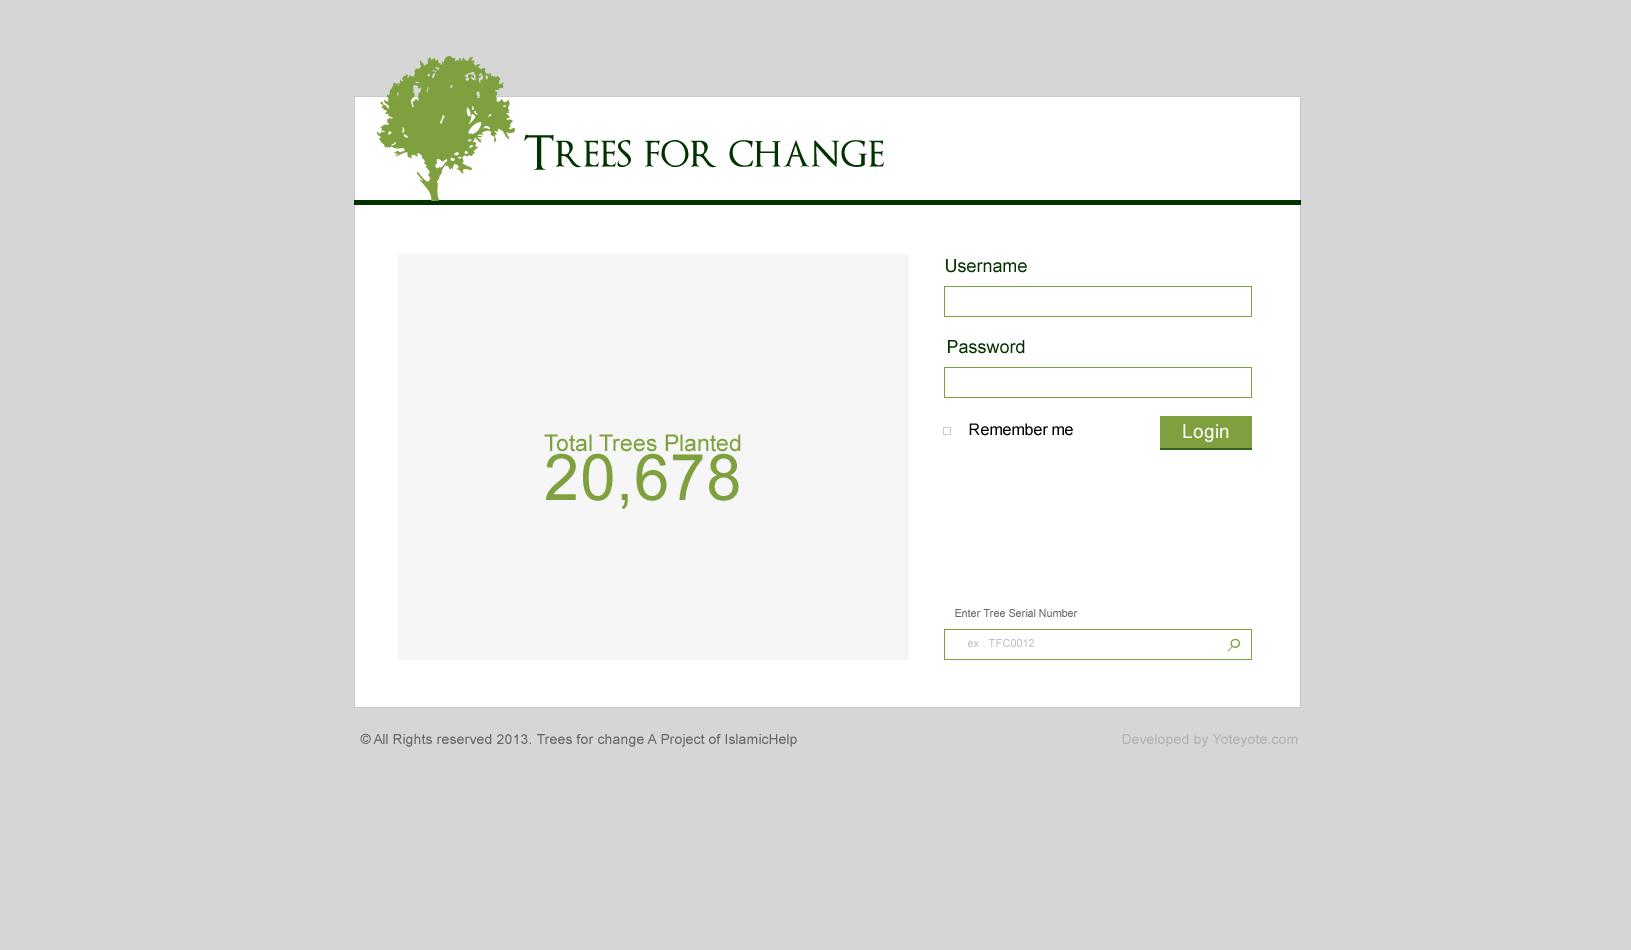 Trees for change
Username
Password
Remember me
Login
Total Trees Planted
20,678
Enter Tree Serial Number
ex . TFC0012
© All Rights reserved 2013. Trees for change A Project of IslamicHelp
Developed by Yoteyote.com